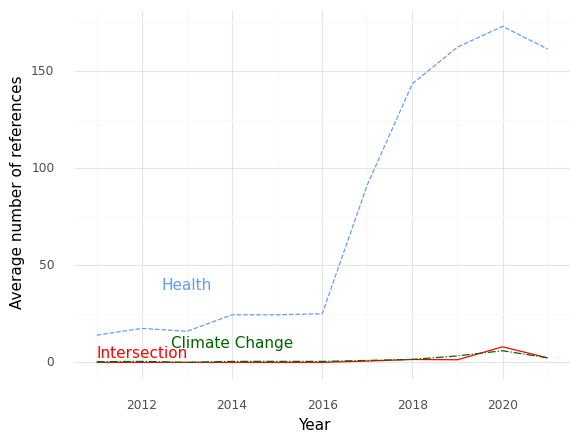 Average number of references
150
100
50
0
Health
Climate Change
Intersection
2012 2014 2016 2018 2020
Year